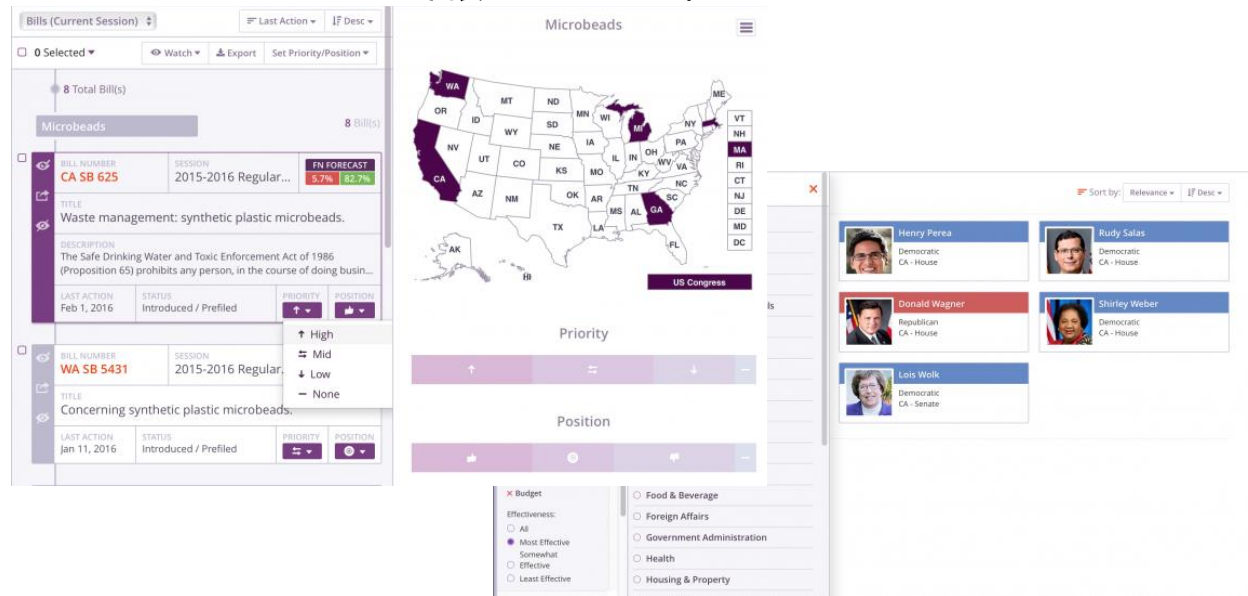 Bills (Current Session)
Last Action
Desc
0 Selected
Watch
Export
Set Priority/Position
8 Total Bill(s)
Microbeads
8 Bill(s)
BILL NUMBER
CA SB 625
SESSION
2015-2016 Regular...
FN FORECAST
5.7% 82.7%
TITLE
Waste management: synthetic plastic microbeads.
DESCRIPTION
The Safe Drinking Water and Toxic Enforcement Act of 1986
(Proposition 65) prohibits any person, in the course of doing busin...
LAST ACTION
Feb 1, 2016
STATUS
Introduced / Prefiled
PRIORITY
POSITION
High
Mid
Low
None
BILL NUMBER
WA SB 5431
SESSION
2015-2016 Regular
TITLE
Concerning synthetic plastic microbeads.
LAST ACTION
Jan 11, 2016
STATUS
Introduced / Prefiled
PRIORITY
POSITION
Microbeads
WA
OR
CA
NV
ID
MT
WY
UT
AZ
CO
NM
ND
SD
NE
KS
OK
TX
MN
IA
MO
AR
LA
WI
IL
MS
MI
IN
KY
TN
AL
OH
WV
VA
NC
SC
GA
FL
PA
NY
ME
AK
HI
VT
NH
MA
RI
CT
NJ
DE
MD
DC
US Congress
Priority
Position
ls
Sort by: Relevance
Desc
Henry Perea
Democratic
CA - House
Rudy Salas
Democratic
CA - House
Donald Wagner
Republican
CA - House
Shirley Weber
Democratic
CA - House
Lois Wolk
Democratic
CA - Senate
Budget
Effectiveness:
All
Most Effective
Somewhat
Effective
Least Effective
Food & Beverage
Foreign Affairs
Government Administration
Health
Housing & Property